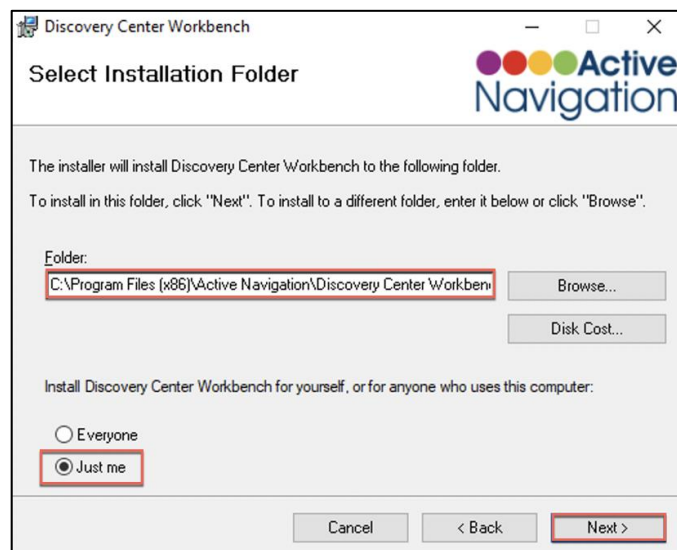 Discovery Center Workbench
Select Installation Folder
Active
Navigation
The installer will install Discovery Center Workbench to the following folder.
To install in this folder, click "Next". To install to a different folder, enter it below or click "Browse".
Folder:
C:\Program Files (x86)\Active Navigation\Discovery Center Workben
Browse...
Disk Cost...
Install Discovery Center Workbench for yourself, or for anyone who uses this computer:
Everyone
Just me
Cancel
< Back
Next >